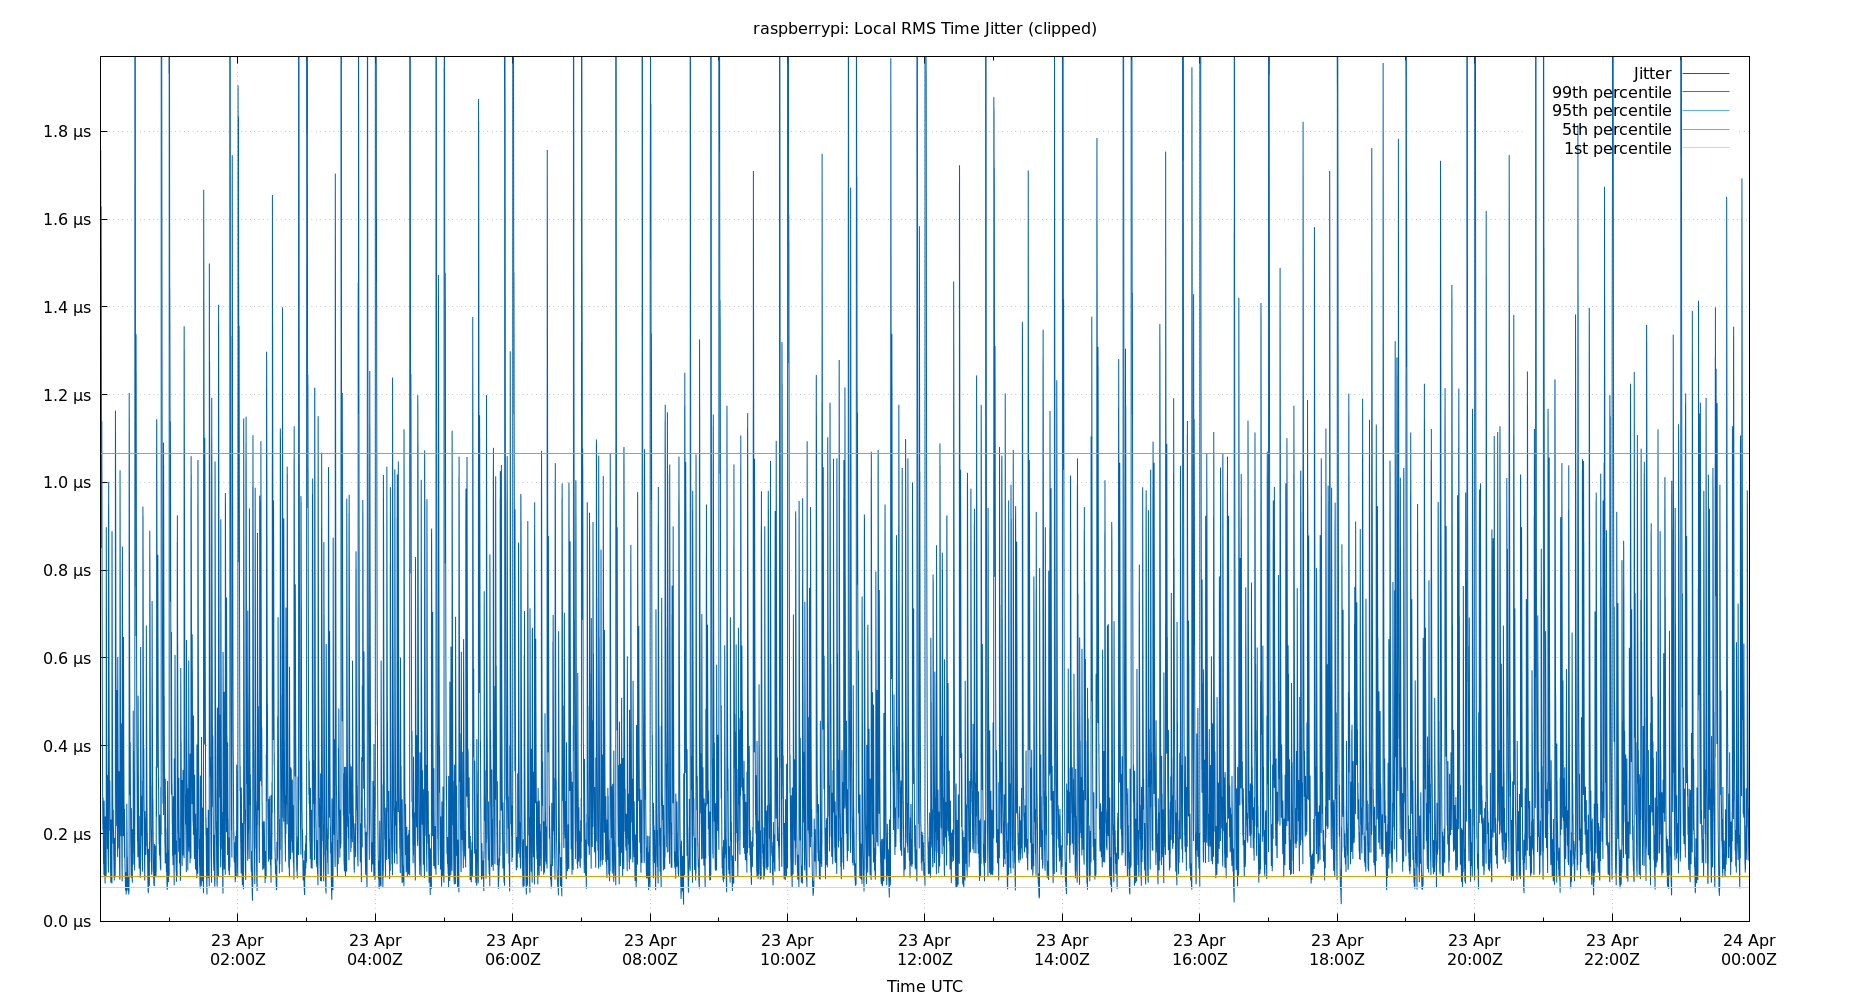 raspberrypi: Local RMS Time Jitter (clipped)
Jitter
99th percentile
95th percentile
5th percentile
1st percentile
1.8 μs
1.6 μs
1.4 μs
1.2 μs
1.0 μs
0.8 μs
0.6 μs
0.4 μs
0.2 μs
0.0 μs
23 Apr 23 Apr 23 Apr 23 Apr 23 Apr 23 Apr 23 Apr 23 Apr 23 Apr 23 Apr 23 Apr 24 Apr
02:00Z 04:00Z 06:00Z 08:00Z 10:00Z 12:00Z 14:00Z 16:00Z 18:00Z 20:00Z 22:00Z 00:00Z
Time UTC